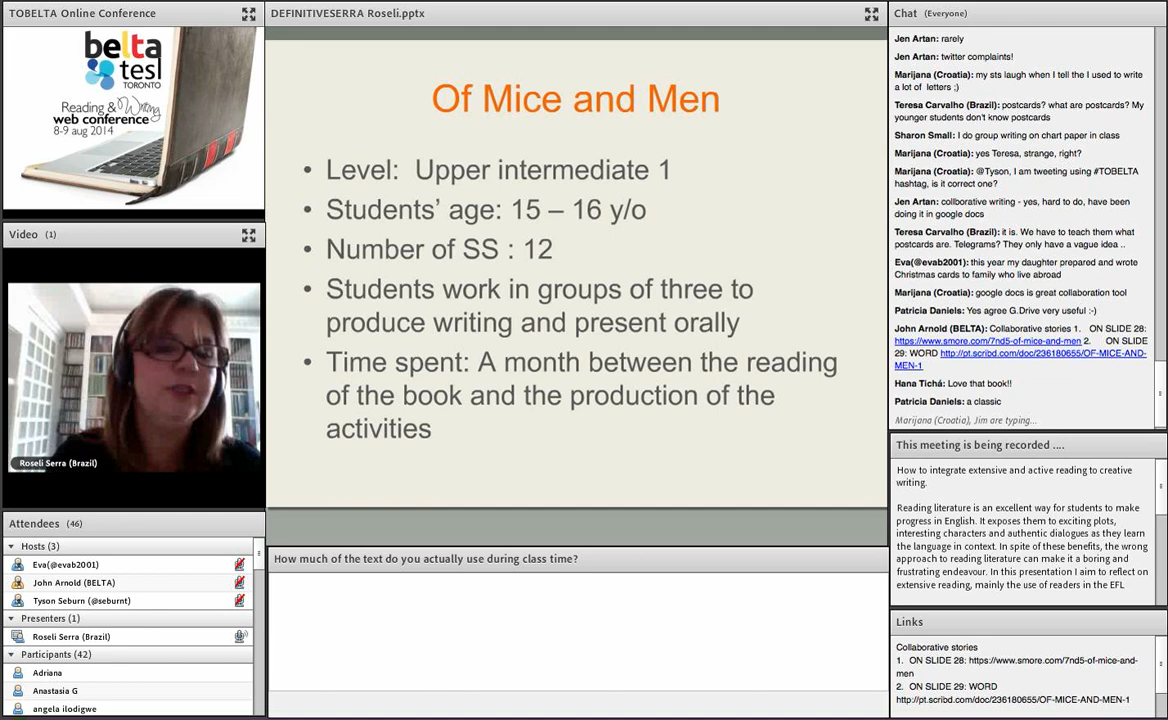 TOBELTA Online Conference
belta
tesl
TORONTO
Reading & Writing
web conference
8-9 aug 2014
Video (1)
Roseli Serra (Brazil)
Attendees (46)
Hosts (3)
Eva(@evab2001)
John Arnold (BELTA)
Tyson Seburn (@seburnt)
Presenters (1)
Roseli Serra (Brazil)
Participants (42)
Adriana
Anastasia G
angela ilodigwe
DEFINITIVESERRA Roseli.pptx
Of Mice and Men
• Level: Upper intermediate 1
• Students' age: 15 – 16 y/o
• Number of SS : 12
• Students work in groups of three to
produce writing and present orally
• Time spent: A month between the reading
of the book and the production of the
activities
How much of the text do you actually use during class time?
Chat (Everyone)
Jen Artan: rarely
Jen Artan: twitter complaints!
Marijana (Croatia): my sts laugh when I tell the I used to write
a lot of letters ;)
Teresa Carvalho (Brazil): postcards? what are postcards? My
younger students don't know postcards
Sharon Small: I do group writing on chart paper in class
Marijana (Croatia): yes Teresa, strange, right?
Marijana (Croatia): @Tyson, I am tweeting using #TOBELTA
hashtag, is it correct one?
Jen Artan: collborative writing - yes, hard to do, have been
doing it in google docs
Teresa Carvalho (Brazil): it is. We have to teach them what
postcards are. Telegrams? They only have a vague idea ..
Eva(@evab2001): this year my daughter prepared and wrote
Christmas cards to family who live abroad
Marijana (Croatia): google docs is great collaboration tool
Patricia Daniels: Yes agree G.Drive very useful :-)
John Arnold (BELTA): Collaborative stories 1. ON SLIDE 28:
https://www.smore.com/7nd5-of-mice-and-men 2. ON SLIDE
29: WORD http://pt.scribd.com/doc/236180655/OF-MICE-AND-
MEN-1
Hana Tichá: Love that book!!
Patricia Daniels: a classic
Marijana (Croatia), Jim are typing...
This meeting is being recorded ....
How to integrate extensive and active reading to creative
writing.
Reading literature is an excellent way for students to make
progress in English. It exposes them to exciting plots,
interesting characters and authentic dialogues as they learn
the language in context. In spite of these benefits, the wrong
approach to reading literature can make it a boring and
frustrating endeavour. In this presentation I aim to reflect on
extensive reading, mainly the use of readers in the EFL
Links
Collaborative stories
1. ON SLIDE 28: https://www.smore.com/7nd5-of-mice-and-
men
2. ON SLIDE 29: WORD
http://pt.scribd.com/doc/236180655/OF-MICE-AND-MEN-1